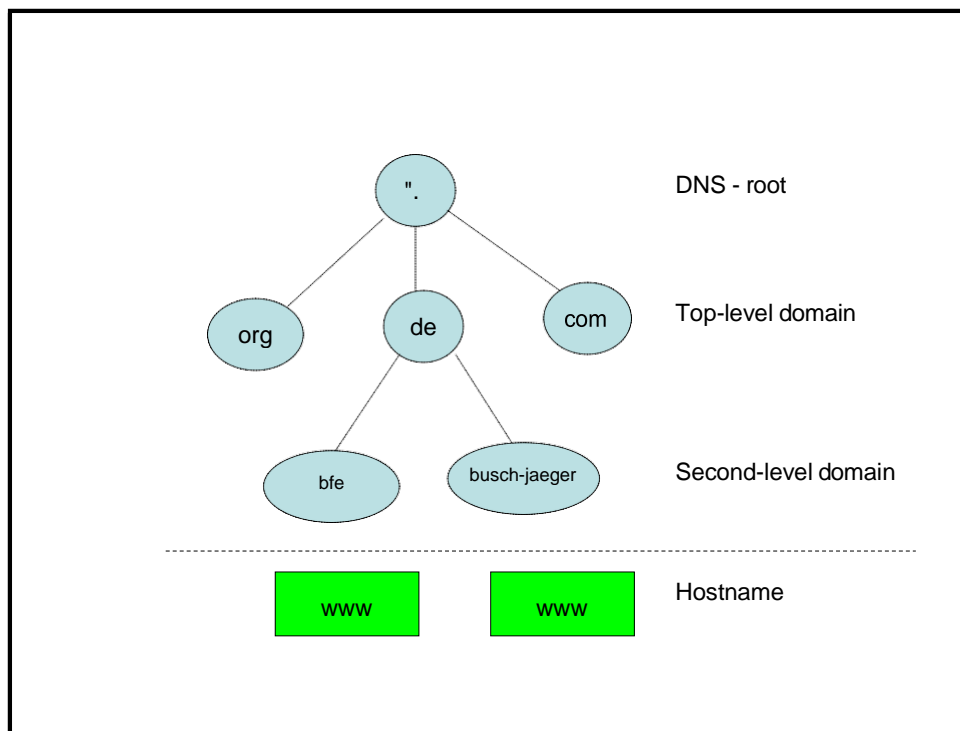 ".
DNS - root
org
de
com
Top-level domain
bfe
busch-jaeger
Second-level domain
www
www
Hostname